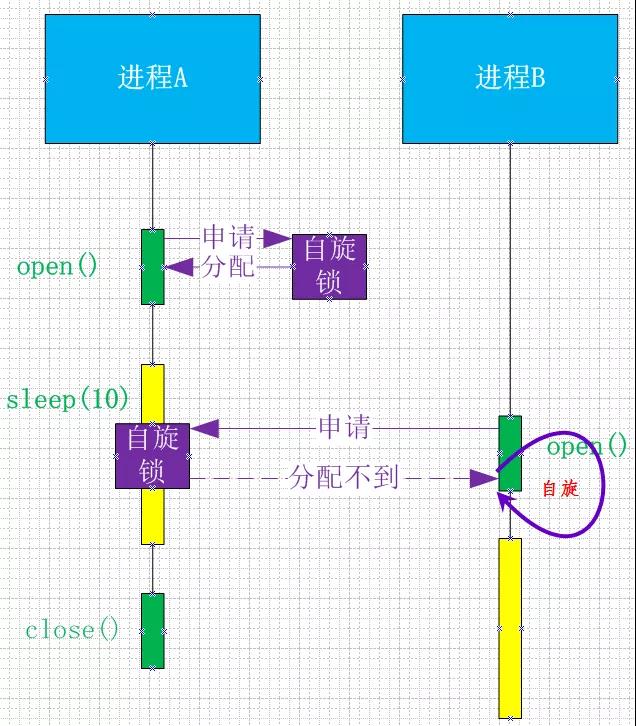 进程A
进程B
申请
自旋
锁
分配
open()
sleep(10)
自旋
锁
申请
open()
分配不到
自旋
close()